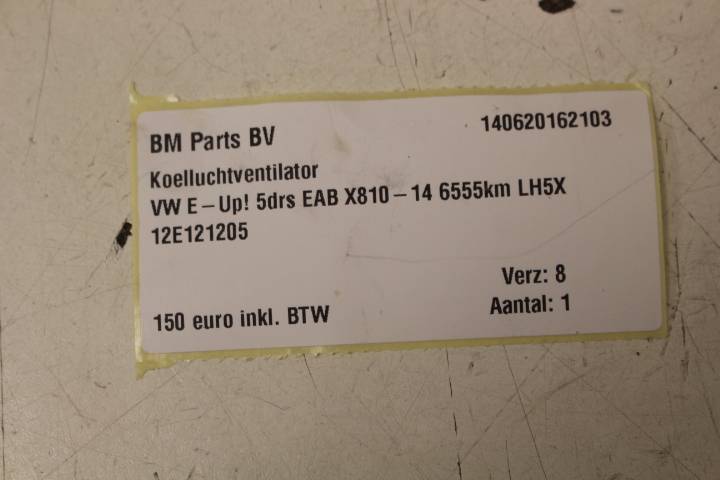 BM Parts BV 140620162103
Koelluchtventilator
VW E-Up! 5drs EAB X810-14 6555km LH5X
12E121205
Verz: 8
150 euro inkl. BTW Aantal: 1